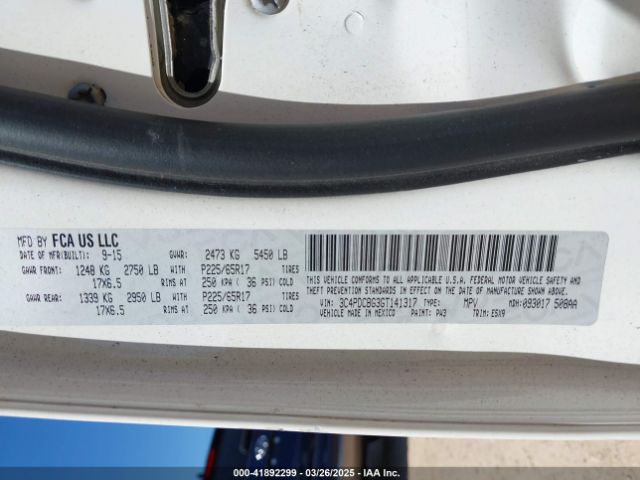 MFD BY FCA US LLC
DATE OF MFR(BUILT): 9-15 GVWR: 2473 KG 5450 LB
GAWR FRONT: 1248 KG 2750 LB WITH P225/65R17 TIRES
17X6.5 RIMS AT 250 KPA ( 36 PSI) COLD
GAWR REAR: 1339 KG 2950 LB WITH P225/65R17 TIRES
17X6.5 RIMS AT 250 KPA ( 36 PSI) COLD
THIS VEHICLE CONFORMS TO ALL APPLICABLE U.S.A. FEDERAL MOTOR VEHICLE SAFETY
AND THEFT PREVENTION STANDARDS IN EFFECT ON THE DATE OF MANUFACTURE SHOWN ABOVE.
VIN: 3C4PDCBG3GT141317 TYPE: MPV MDH: 093017 508AA
VEHICLE MADE IN MEXICO PAINT: PW3 TRIM: E5X9
000-41892299 | 03/26/2025 | IAA Inc.